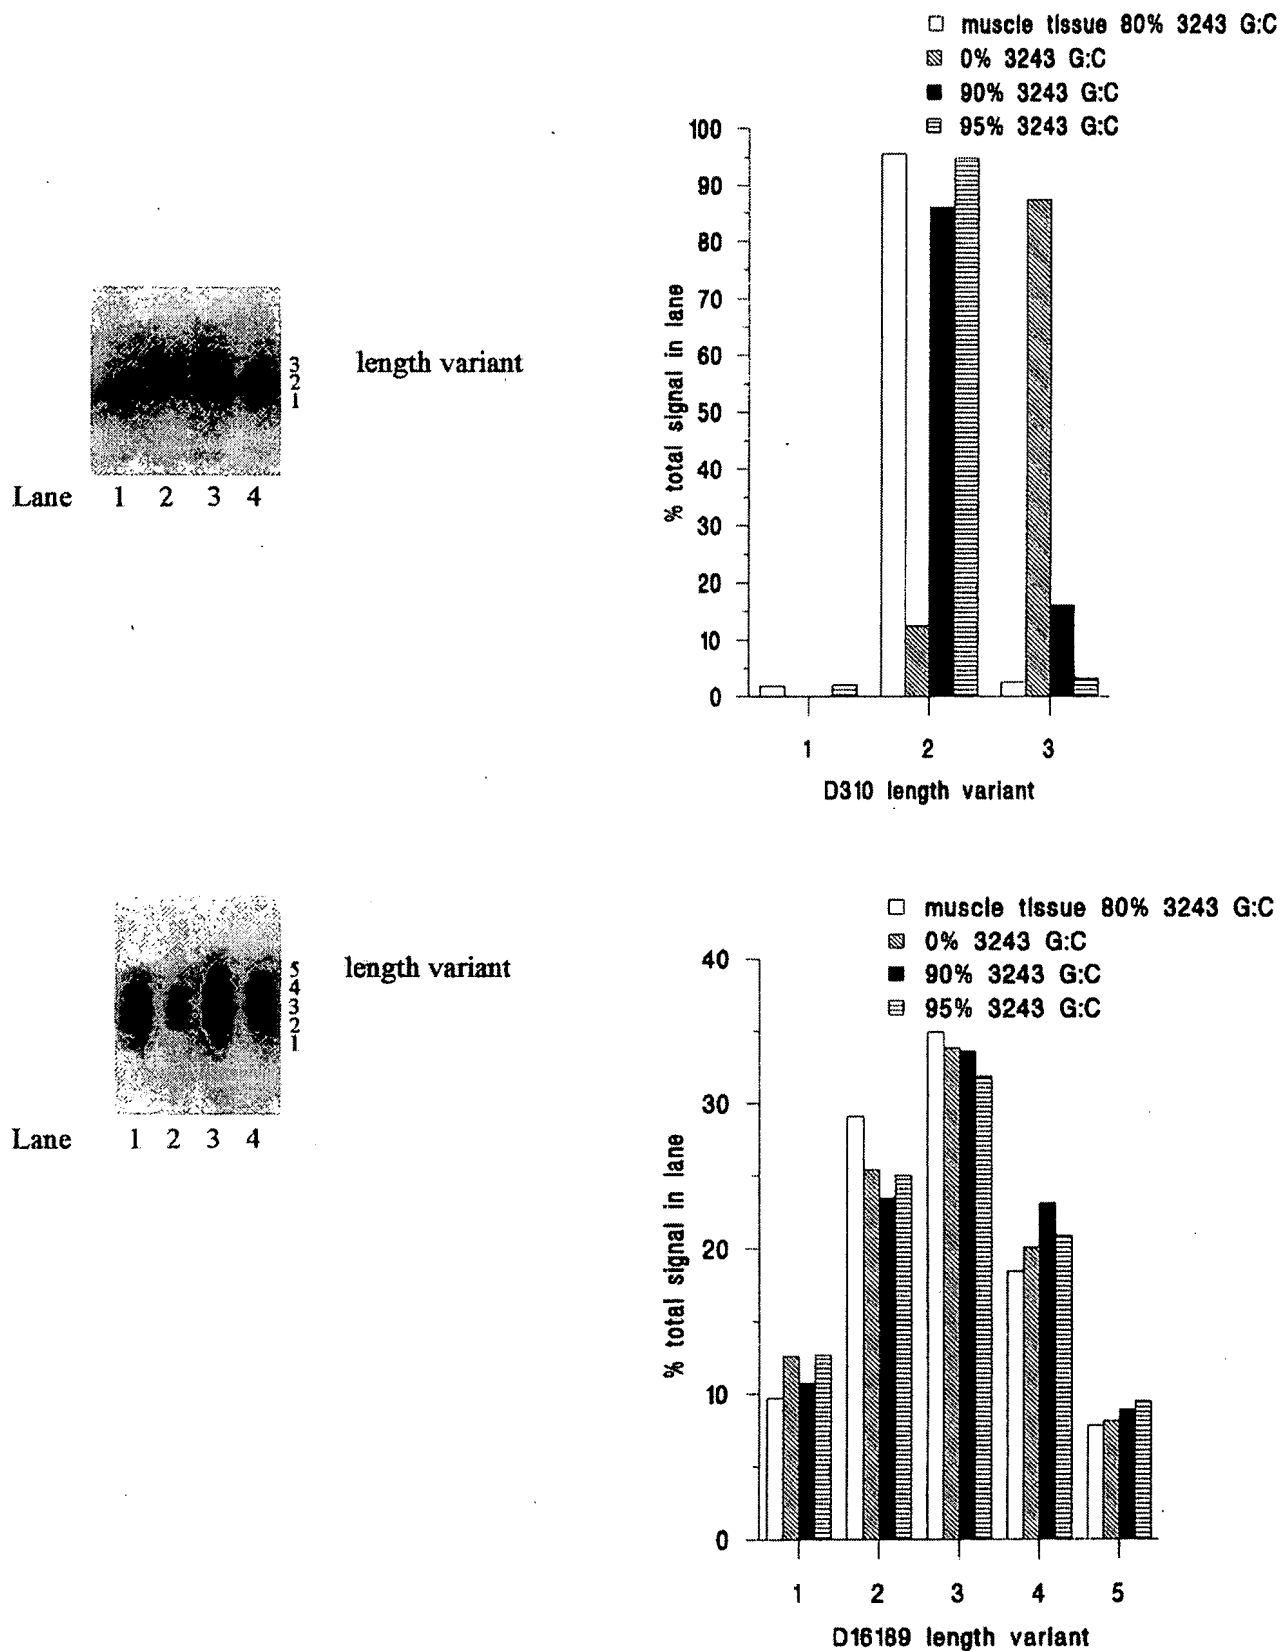 muscle tissue 80% 3243 G:C
0% 3243 G:C
90% 3243 G:C
95% 3243 G:C
100
90
80
70
60
50
40
30
20
10
0
% total signal in lane
1 2 3
D310 length variant
3
2
1
length variant
Lane 1 2 3 4
muscle tissue 80% 3243 G:C
0% 3243 G:C
90% 3243 G:C
95% 3243 G:C
40
30
20
10
0
% total signal in lane
1 2 3 4 5
D16189 length variant
5
4
3
2
1
length variant
Lane 1 2 3 4